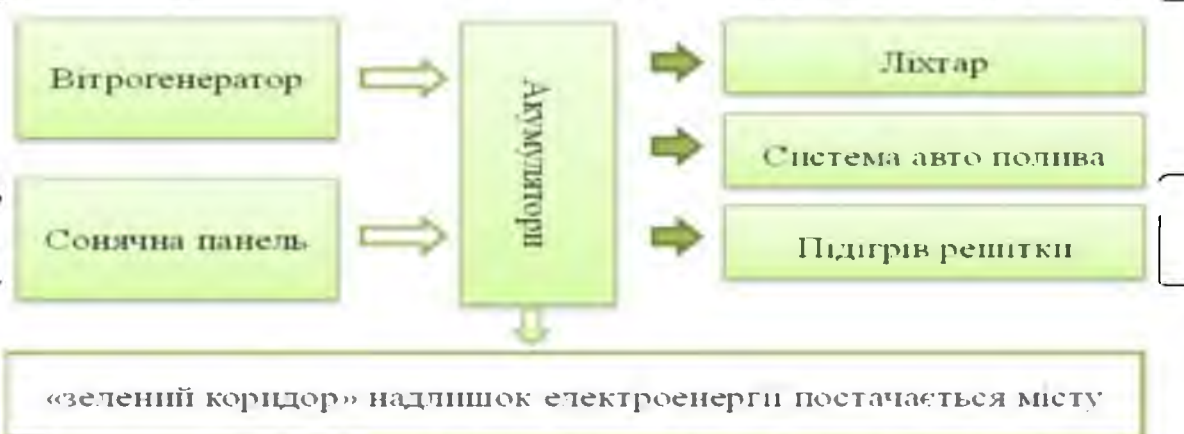 Вітрогенератор
Сонячна панель
Акумулятори
Ліхтар
Система авто полива
Підігрів решітки
«зелений коридор» надлишок електроенергії постачається місту